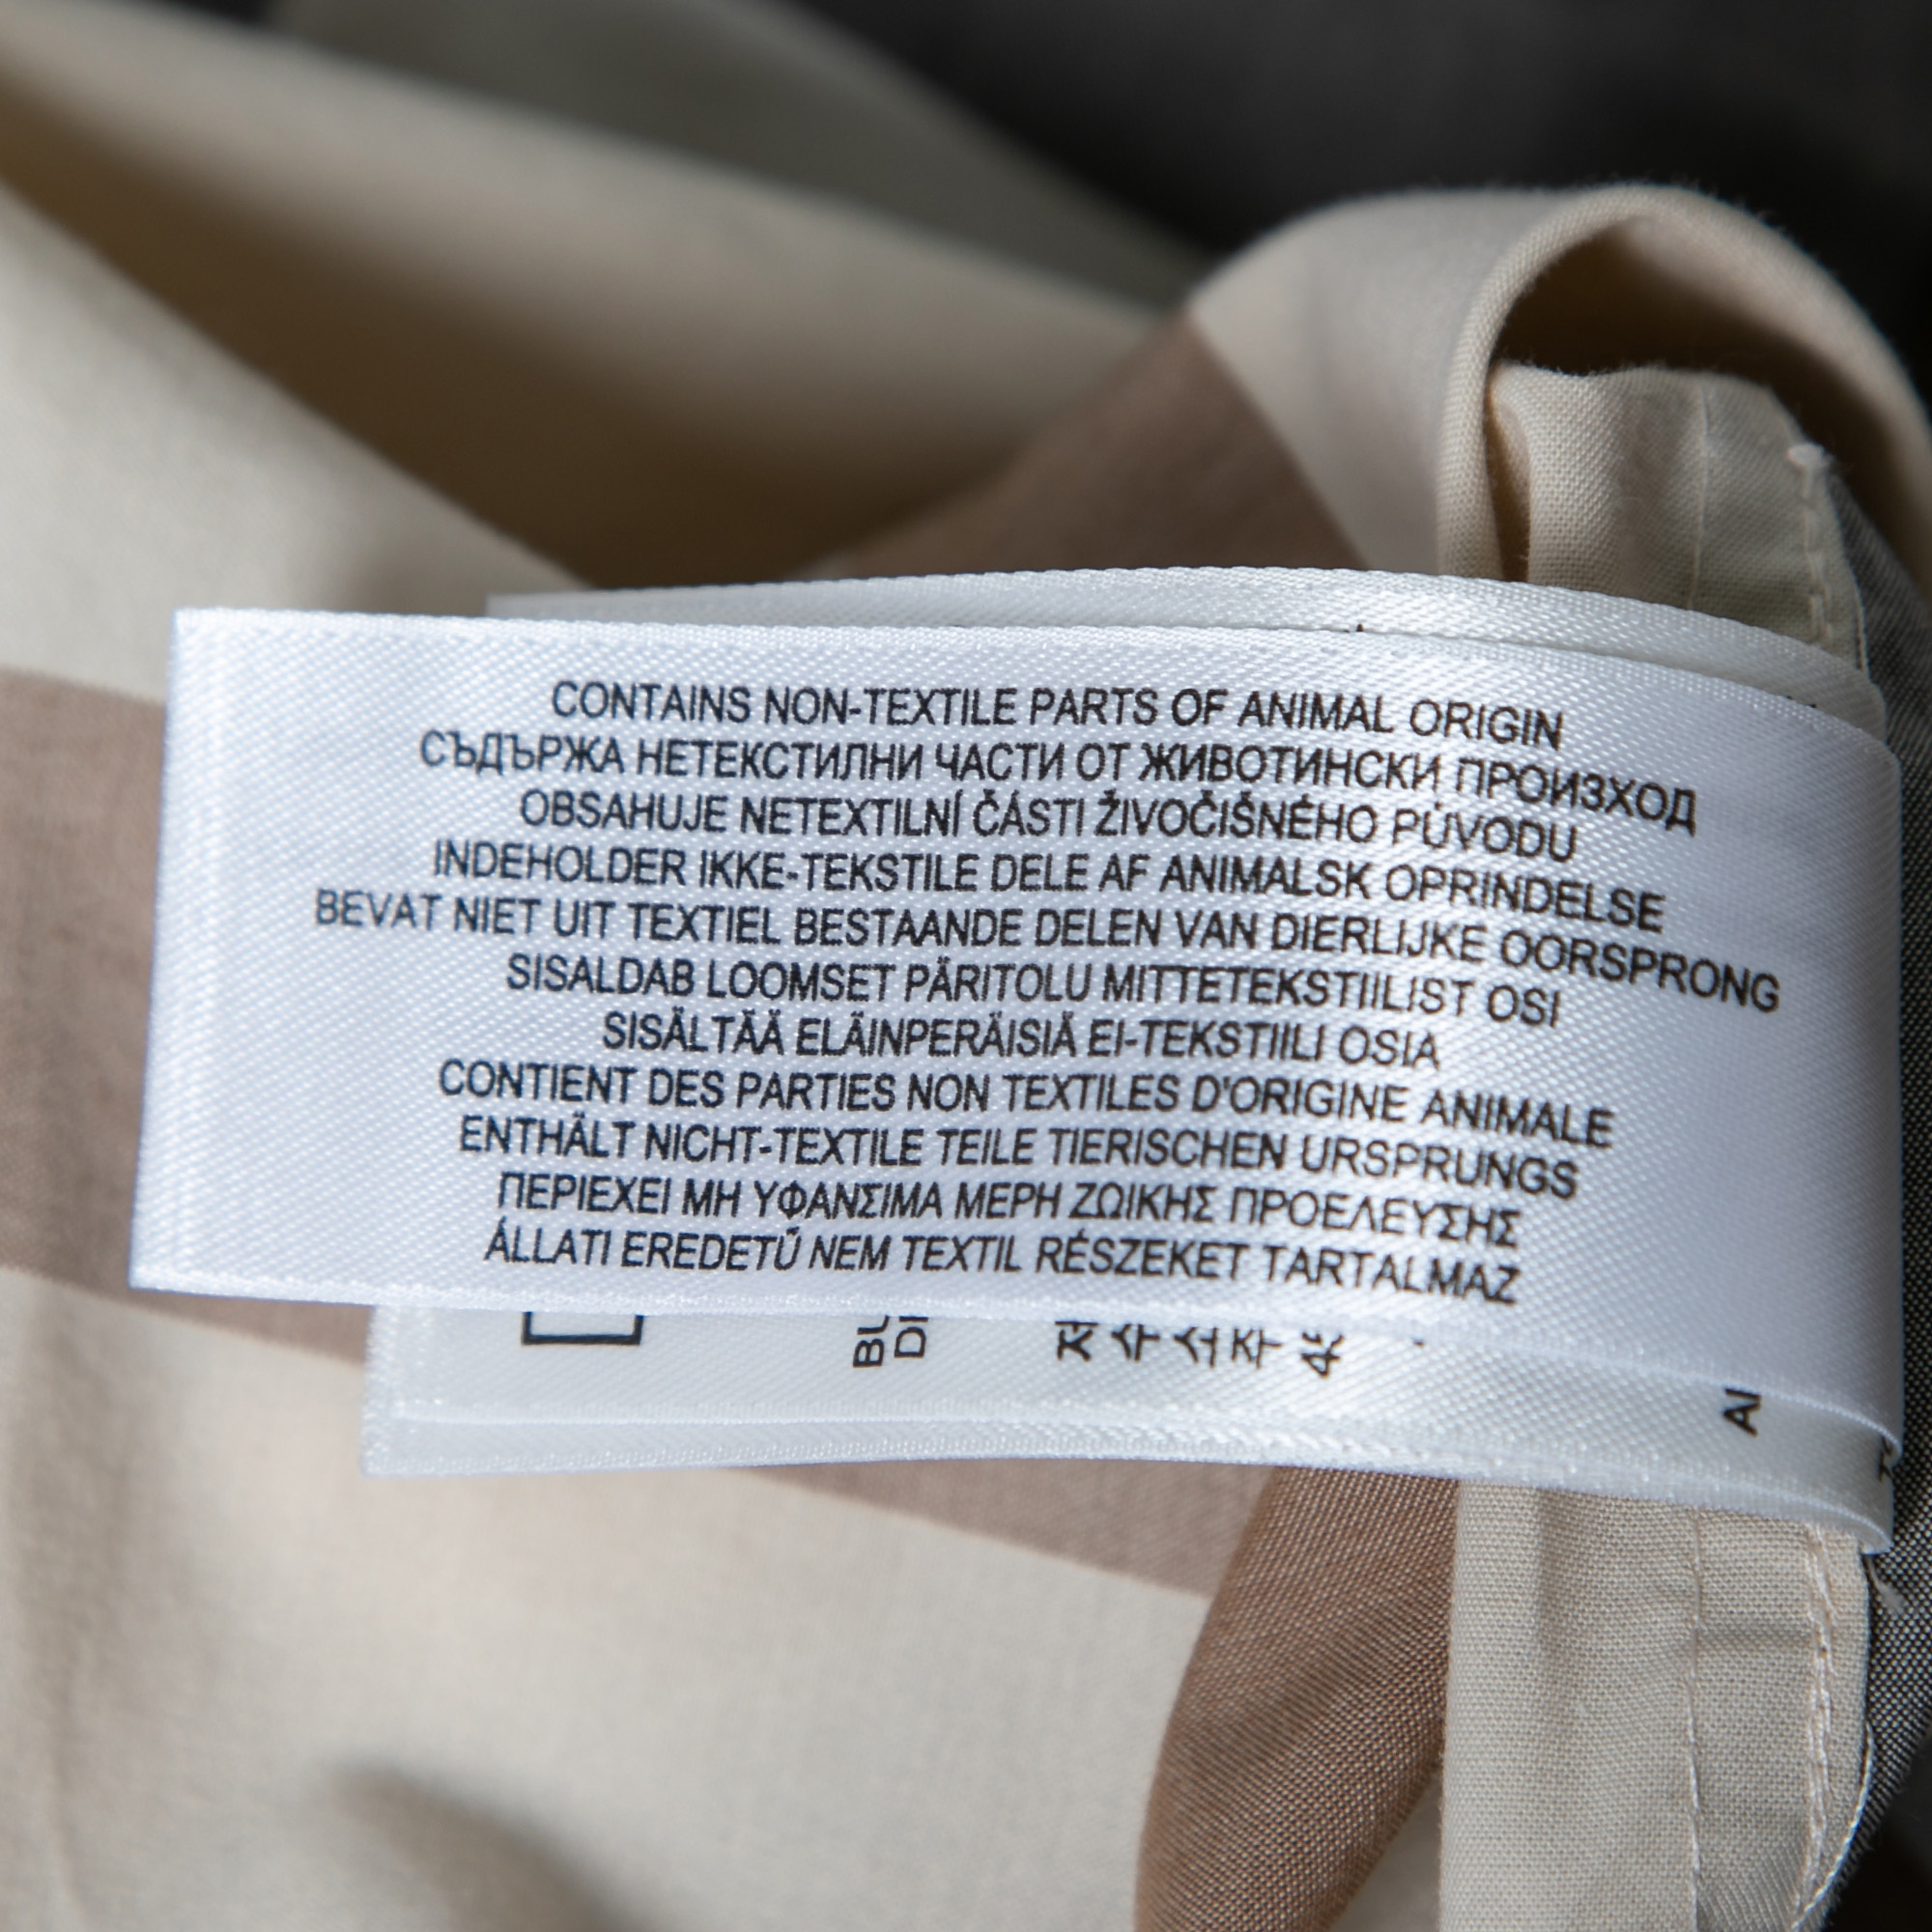 CONTAINS NON-TEXTILE PARTS OF ANIMAL ORIGIN
СЪДЪРЖА НЕТЕКСТИЛНИ ЧАСТИ ОТ ЖИВОТИНСКИ ПРОИЗХОД
OBSAHUJE NETEXTILNÍ ČÁSTI ŽIVOČIŠNÉHO PŮVODU
INDEHOLDER IKKE-TEKSTILE DELE AF ANIMALSK OPRINDELSE
BEVAT NIET UIT TEXTIEL BESTAANDE DELEN VAN DIERLIJKE OORSPRONG
SISALDAB LOOMSET PÄRITOLU MITTETEKSTIILIST OSI
SISÄLTÄÄ ELÄINPERÄISIÄ EI-TEKSTIILI OSIA
CONTIENT DES PARTIES NON TEXTILES D'ORIGINE ANIMALE
ENTHÄLT NICHT-TEXTILE TEILE TIERISCHEN URSPRUNGS
ΠΕΡΙΕΧΕΙ ΜΗ ΥΦΑΝΣΙΜΑ ΜΕΡΗ ΖΩΙΚΗΣ ΠΡΟΕΛΕΥΣΗΣ
ÁLLATI EREDETŰ NEM TEXTIL RÉSZEKET TARTALMAZ